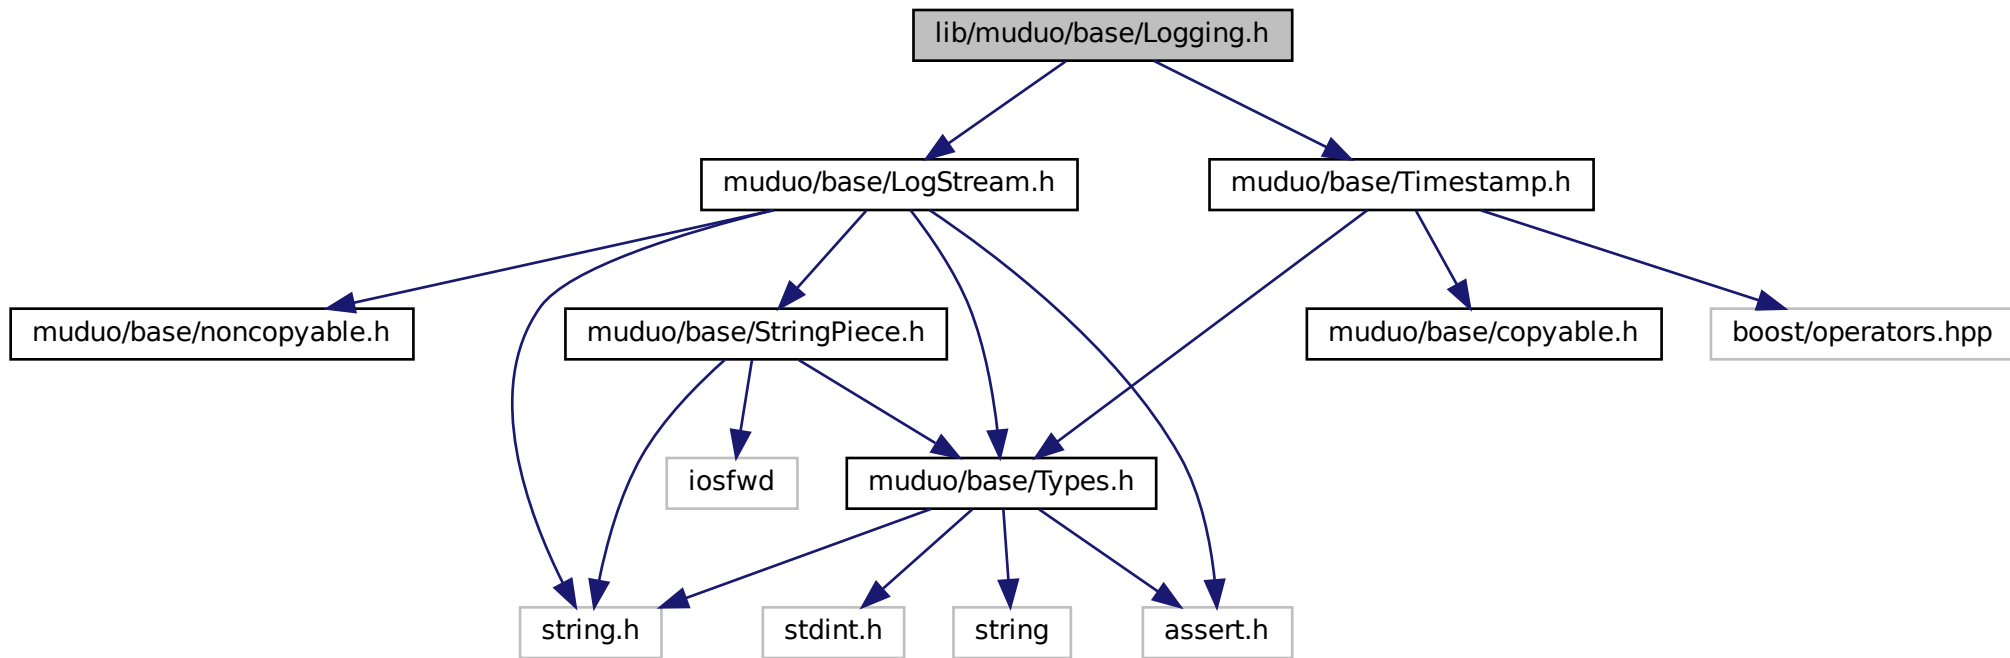 lib/muduo/base/Logging.h
muduo/base/LogStream.h
muduo/base/Timestamp.h
muduo/base/noncopyable.h
muduo/base/StringPiece.h
muduo/base/copyable.h
boost/operators.hpp
iosfwd
muduo/base/Types.h
string.h
stdint.h
string
assert.h